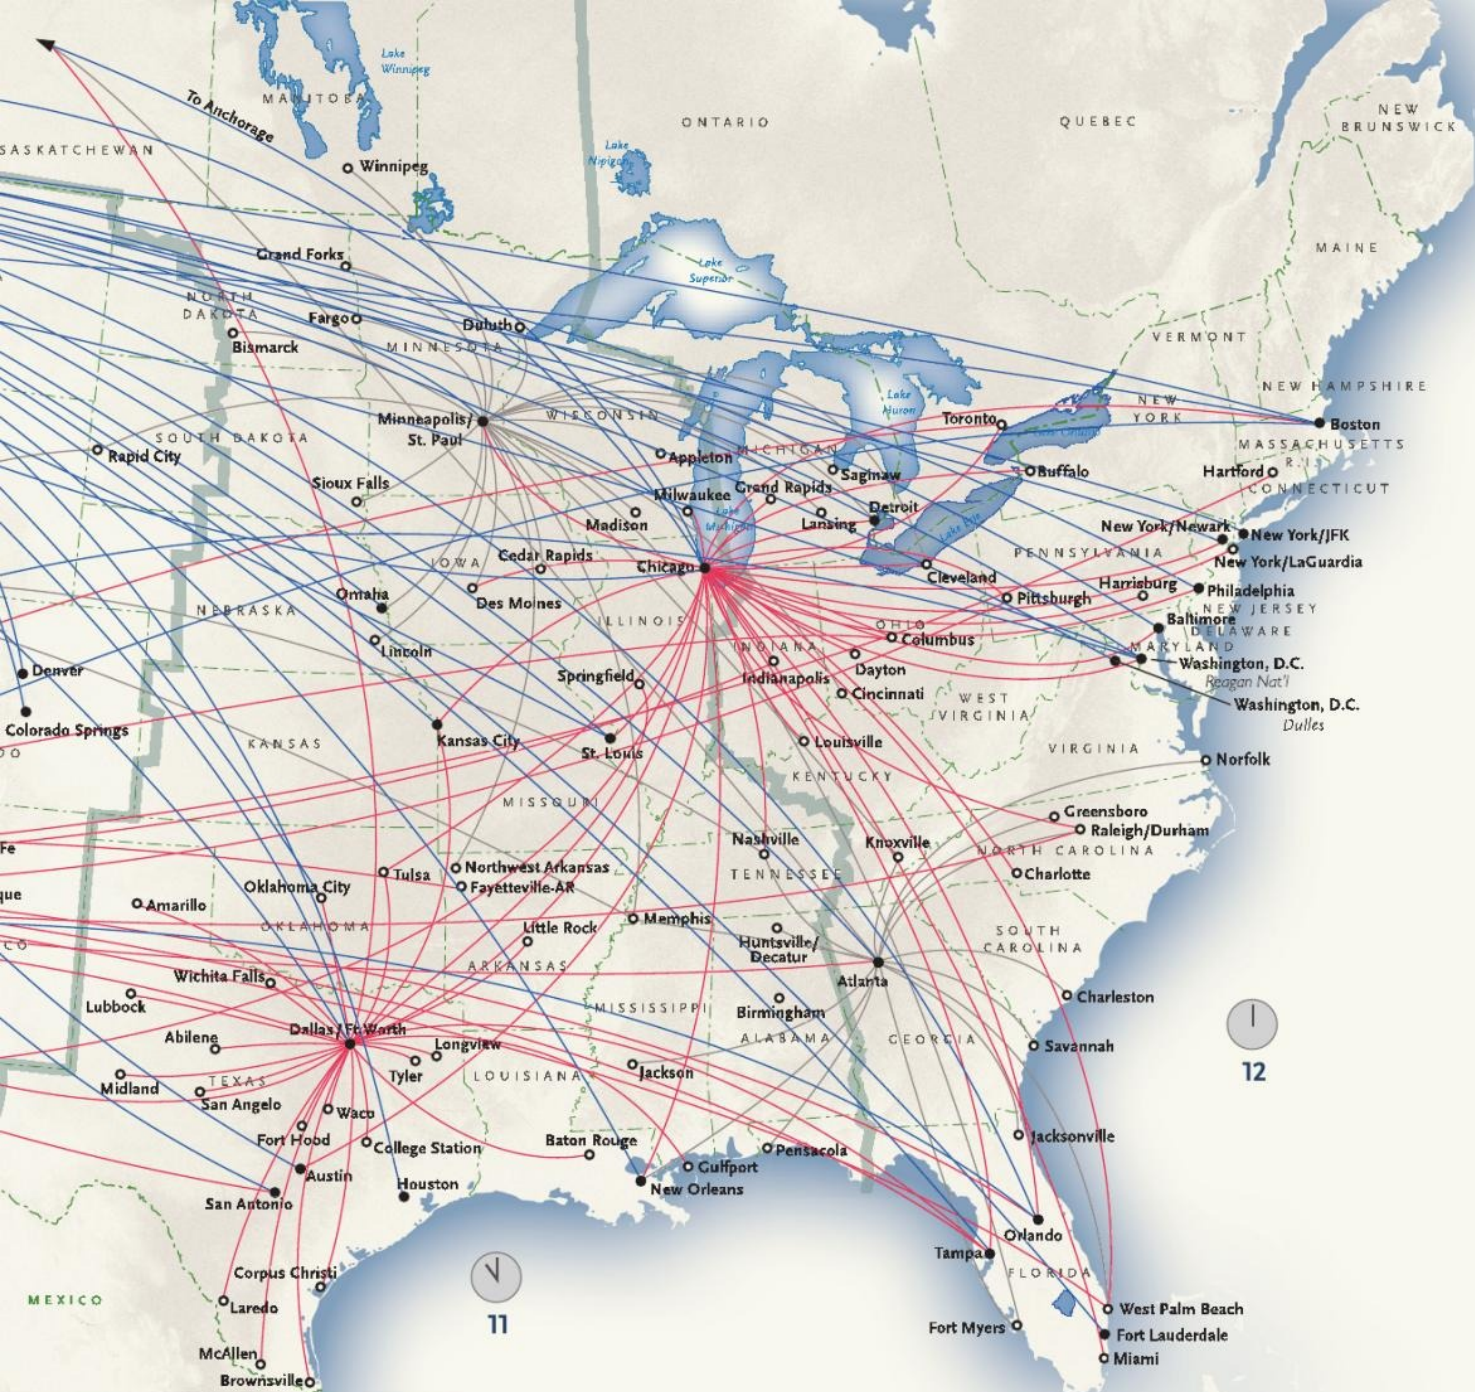 Lake
Winnipeg
MANITOBA
To Anchorage
ONTARIO
QUEBEC
NEW
BRUNSWICK
SASKATCHEWAN
Lake
Nipigon
Winnipeg
MAINE
Grand Forks
Lake
Superior
NORTH
DAKOTA
Fargo
Duluth
Bismarck
MINNESOTA
VERMONT
NEW HAMPSHIRE
Lake
Huron
NEW
YORK
Minneapolis/
St. Paul
WISCONSIN
Toronto
Boston
SOUTH DAKOTA
Rapid City
MICHIGAN
MASSACHUSETTS
R.I.
Appleton
Saginaw
Buffalo
Hartford
CONNECTICUT
Sioux Falls
Milwaukee
Grand Rapids
Lake
Michigan
Madison
Lansing
Detroit
Lake Erie
New York/Newark
New York/JFK
IOWA
Cedar Rapids
Chicago
PENNSYLVANIA
New York/LaGuardia
Cleveland
Omaha
Des Moines
Harrisburg
Philadelphia
Pittsburgh
NEBRASKA
NEW JERSEY
ILLINOIS
OHIO
Baltimore
DELAWARE
Lincoln
Columbus
INDIANA
MARYLAND
Denver
Springfield
Indianapolis
Dayton
Washington, D.C.
Reagan Nat'l
Cincinnati
WEST
VIRGINIA
Washington, D.C.
Dulles
Colorado Springs
DO
KANSAS
Kansas City
St. Louis
Louisville
VIRGINIA
Norfolk
KENTUCKY
MISSOURI
Greensboro
Raleigh/Durham
Fe
Nashville
Knoxville
NORTH CAROLINA
Tulsa
Northwest Arkansas
Fayetteville-AR
TENNESSEE
Charlotte
que
Amarillo
Oklahoma City
OKLAHOMA
Little Rock
Memphis
CO
Huntsville/
Decatur
SOUTH
CAROLINA
ARKANSAS
Wichita Falls
Atlanta
Lubbock
MISSISSIPPI
Birmingham
Charleston
Abilene
Dallas/Ft.Worth
Longview
ALABAMA
GEORGIA
Savannah
Midland
TEXAS
Tyler
LOUISIANA
Jackson
12
San Angelo
Waco
Fort Hood
College Station
Baton Rouge
Pensacola
Jacksonville
Austin
Gulfport
San Antonio
Houston
New Orleans
Orlando
Tampa
FLORIDA
Corpus Christi
MEXICO
Laredo
11
West Palm Beach
Fort Myers
Fort Lauderdale
McAllen
Miami
Brownsville